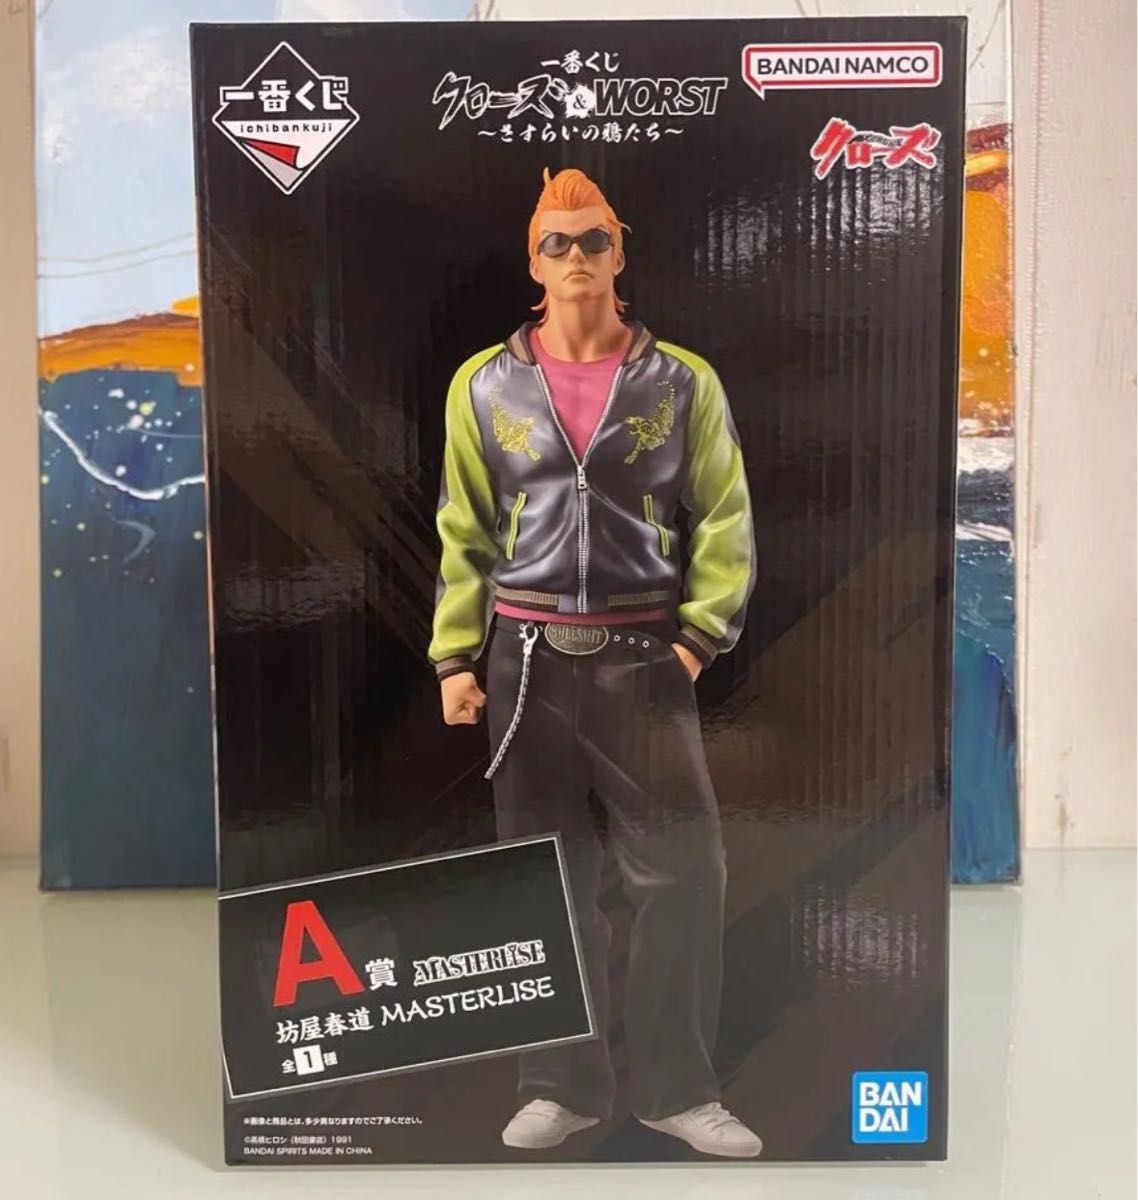 一番くじ
ichibankuji
一番くじ
クローズ&WORST
～さすらいの鴉たち～
BANDAI NAMCO
クローズ
BULLSHIT
A賞 MASTERLISE
坊屋春道 MASTERLISE
全1種
※画像と商品とは、多少異なりますのでご了承ください。
©髙橋ヒロシ（秋田書店）1991
BANDAI SPIRITS MADE IN CHINA
BAN
DAI